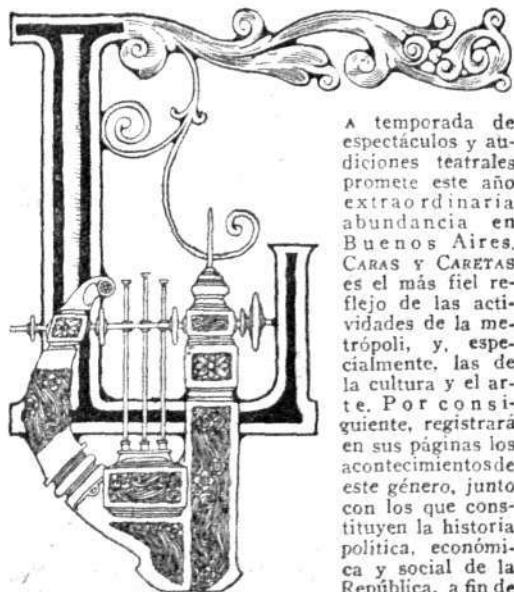 LA temporada de
espectáculos y au-
diciones teatrales
promete este año
extraordinaria
abundancia en
Buenos Aires.
CARAS Y CARETAS
es el más fiel re-
flejo de las acti-
vidades de la me-
trópoli, y, espe-
cialmente, las de
la cultura y el ar-
te. Por consi-
guiente, registrará
en sus páginas los
acontecimientos de
este género, junto
con los que cons-
tituyen la historia
política, económi-
ca y social de la
República, a fin de